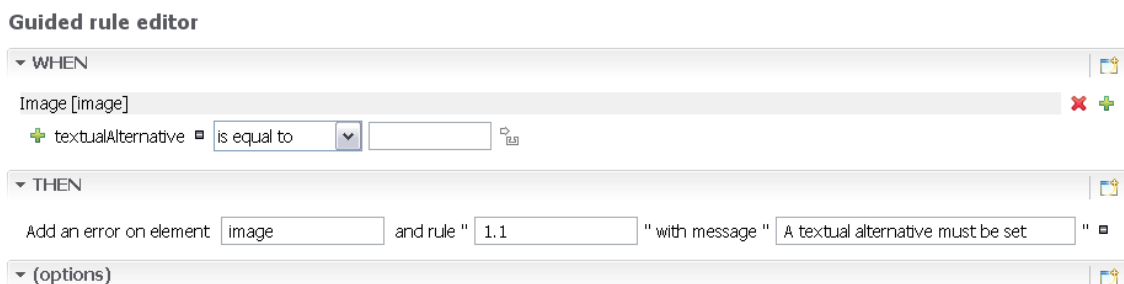 Guided rule editor
WHEN
Image [image]
textualAlternative is equal to
THEN
Add an error on element image and rule " 1.1 " with message " A textual alternative must be set "
(options)